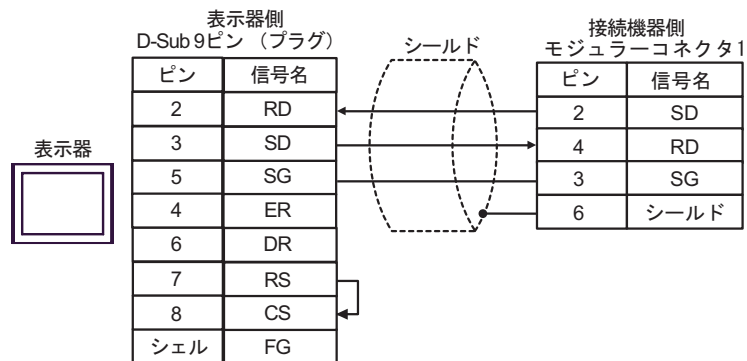 表示器側
D-Sub 9ピン （プラグ）
シールド
接続機器側
モジュラーコネクタ1
表示器
ピン 信号名
2 RD
3 SD
5 SG
4 ER
6 DR
7 RS
8 CS
シェル FG
ピン 信号名
2 SD
4 RD
3 SG
6 シールド